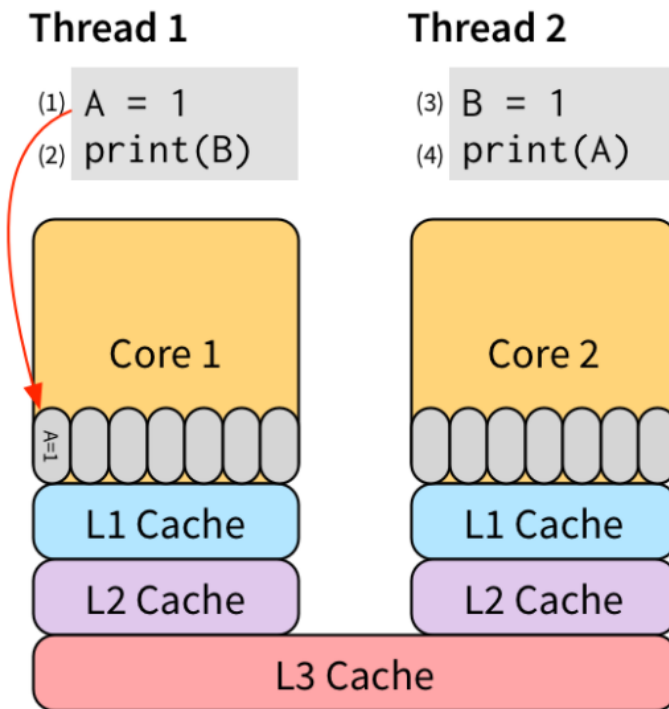 Thread 1
(1) A = 1
(2) print(B)
Thread 2
(3) B = 1
(4) print(A)
Core 1
A=1
L1 Cache
L2 Cache
Core 2
L1 Cache
L2 Cache
L3 Cache